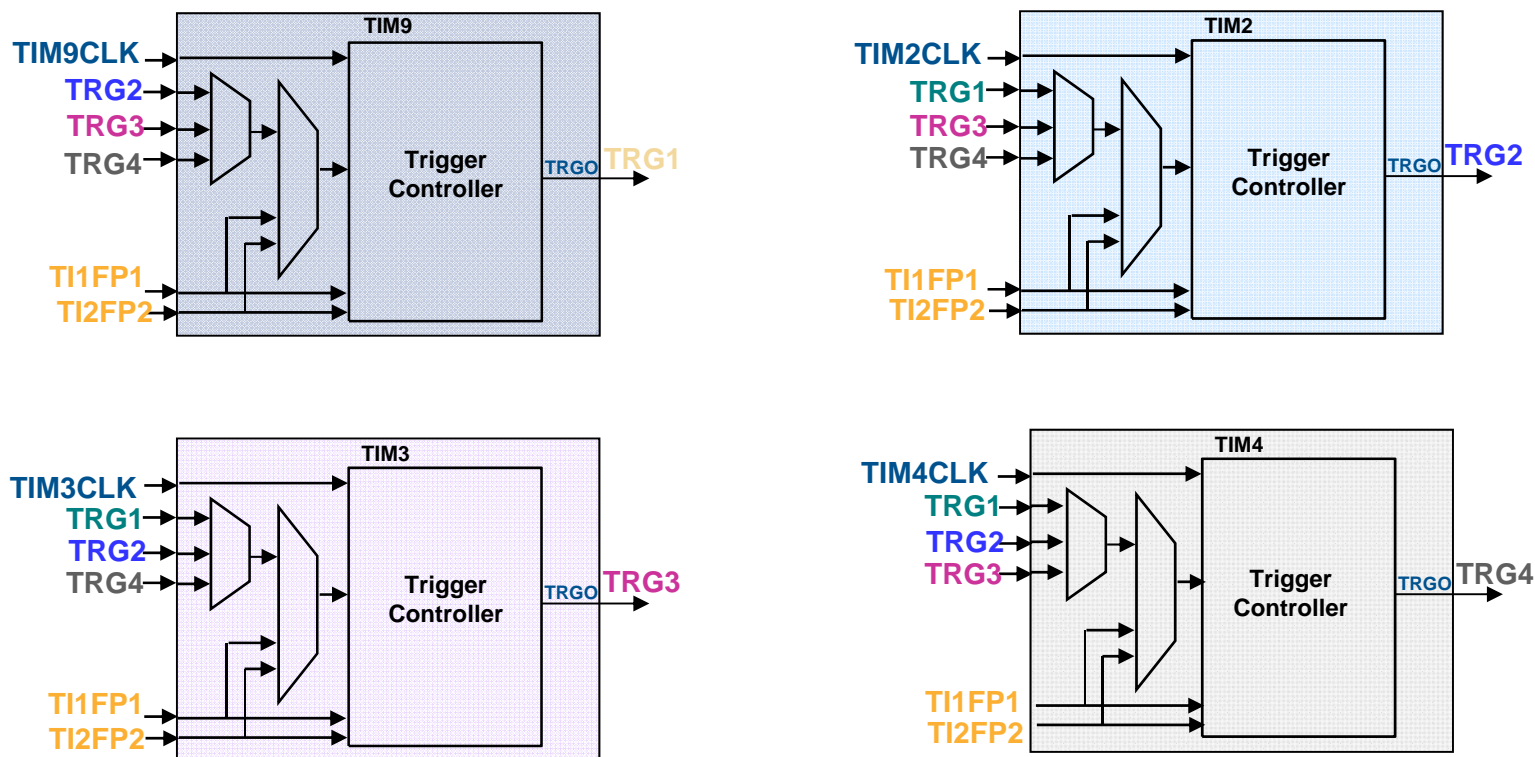 TIM9
TIM9CLK
TRG2
TRG3
TRG4
Trigger
Controller
TRGO
TRG1
TI1FP1
TI2FP2
TIM2
TIM2CLK
TRG1
TRG3
TRG4
Trigger
Controller
TRGO
TRG2
TI1FP1
TI2FP2
TIM3
TIM3CLK
TRG1
TRG2
TRG4
Trigger
Controller
TRGO
TRG3
TI1FP1
TI2FP2
TIM4
TIM4CLK
TRG1
TRG2
TRG3
Trigger
Controller
TRGO
TRG4
TI1FP1
TI2FP2